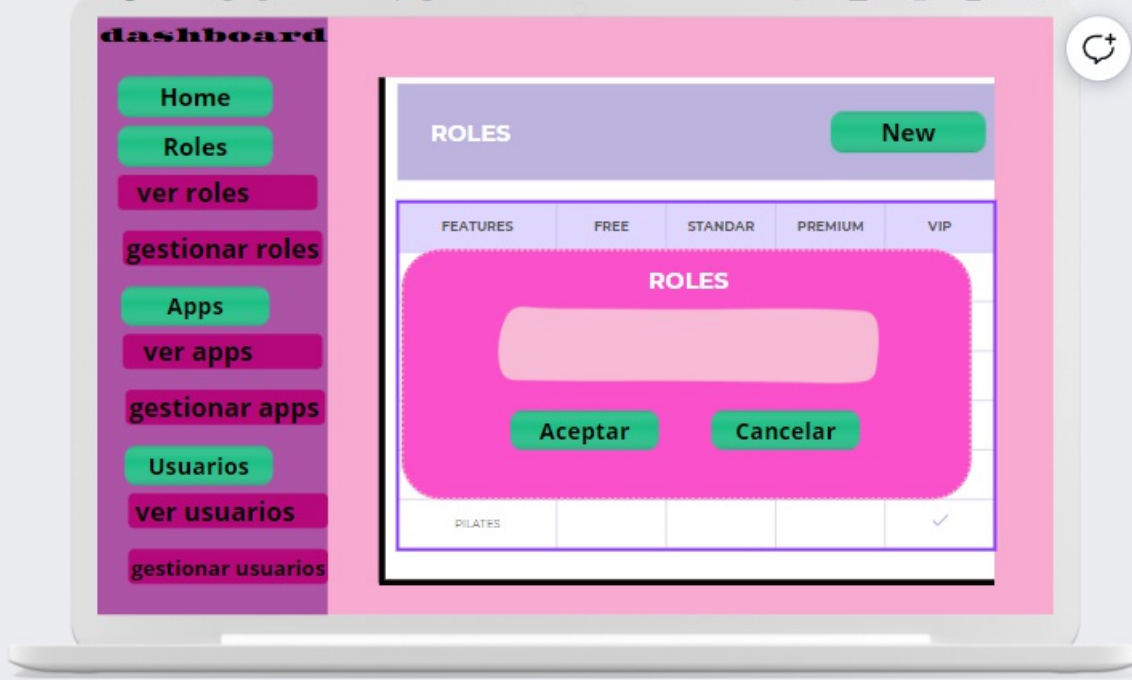 dashboard
Home
Roles
ver roles
gestionar roles
Apps
ver apps
gestionar apps
Usuarios
ver usuarios
gestionar usuarios
ROLES
New
FEATURES FREE STANDAR PREMIUM VIP
ROLES
Aceptar Cancelar
PILATES